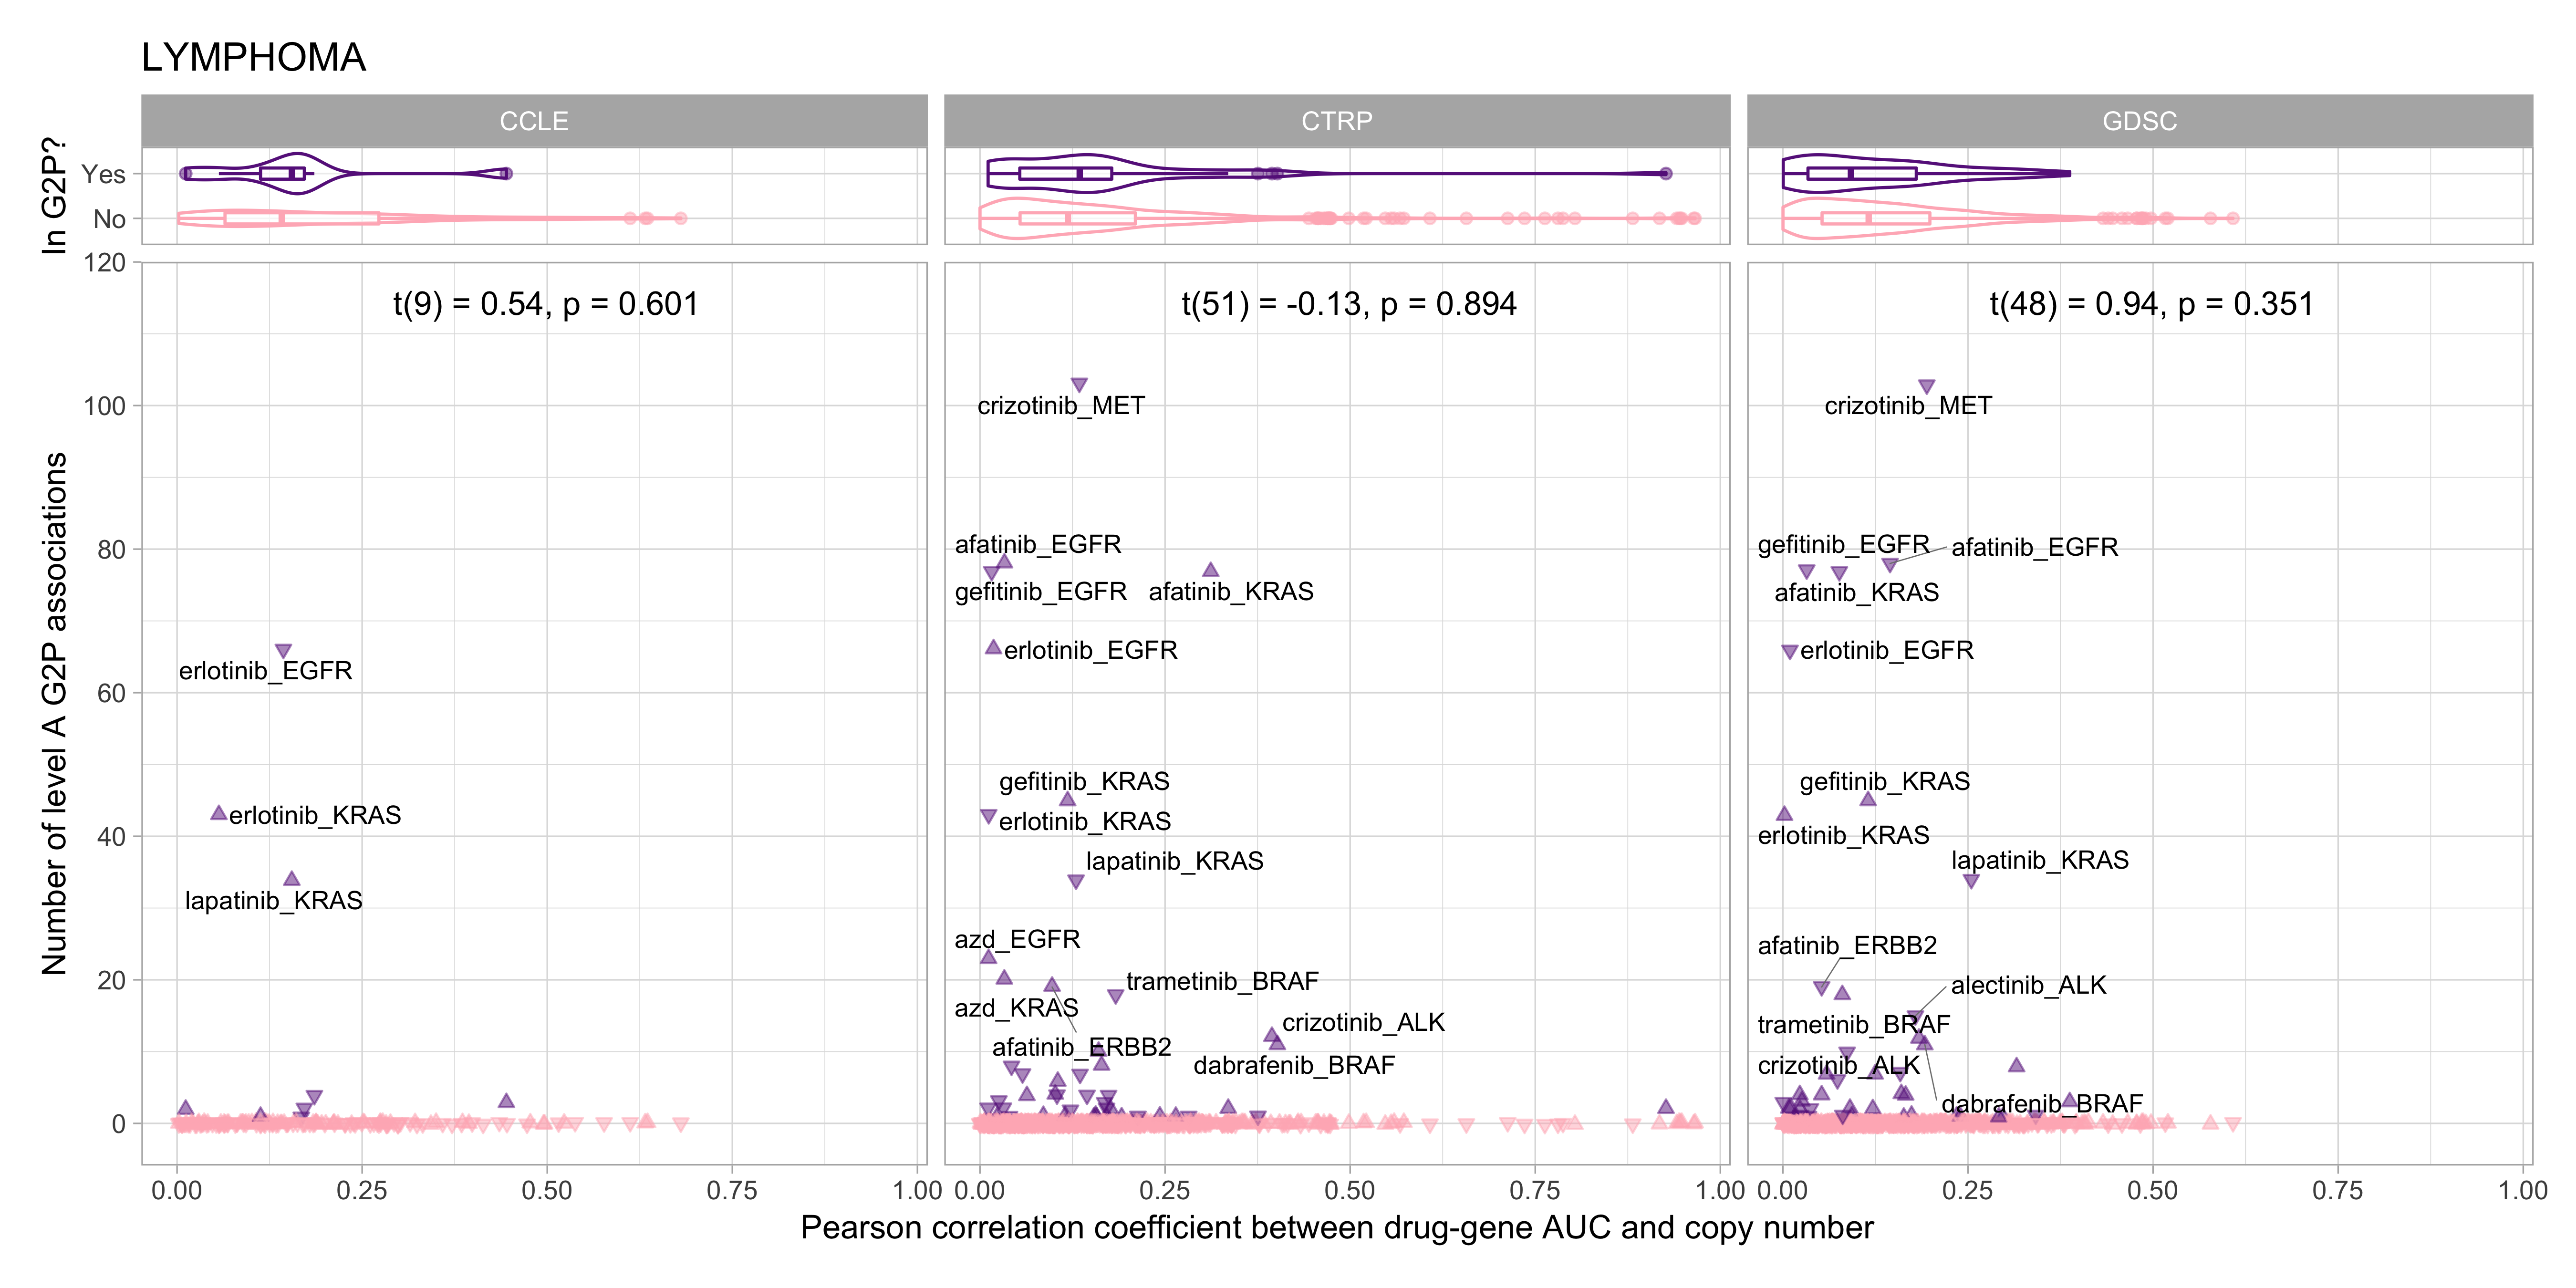 LYMPHOMA
CCLE
CTRP
GDSC
In G2P?
Yes
No
Number of level A G2P associations
120
100
80
60
40
20
0
t(9) = 0.54, p = 0.601
erlotinib_EGFR
erlotinib_KRAS
lapatinib_KRAS
t(51) = -0.13, p = 0.894
crizotinib_MET
afatinib_EGFR
gefitinib_EGFR
afatinib_KRAS
erlotinib_EGFR
gefitinib_KRAS
erlotinib_KRAS
lapatinib_KRAS
azd_EGFR
trametinib_BRAF
azd_KRAS
crizotinib_ALK
afatinib_ERBB2
dabrafenib_BRAF
t(48) = 0.94, p = 0.351
crizotinib_MET
gefitinib_EGFR
afatinib_EGFR
afatinib_KRAS
erlotinib_EGFR
gefitinib_KRAS
erlotinib_KRAS
lapatinib_KRAS
afatinib_ERBB2
alectinib_ALK
trametinib_BRAF
crizotinib_ALK
dabrafenib_BRAF
0.00 0.25 0.50 0.75 1.00
0.00 0.25 0.50 0.75 1.00
0.00 0.25 0.50 0.75 1.00
Pearson correlation coefficient between drug-gene AUC and copy number